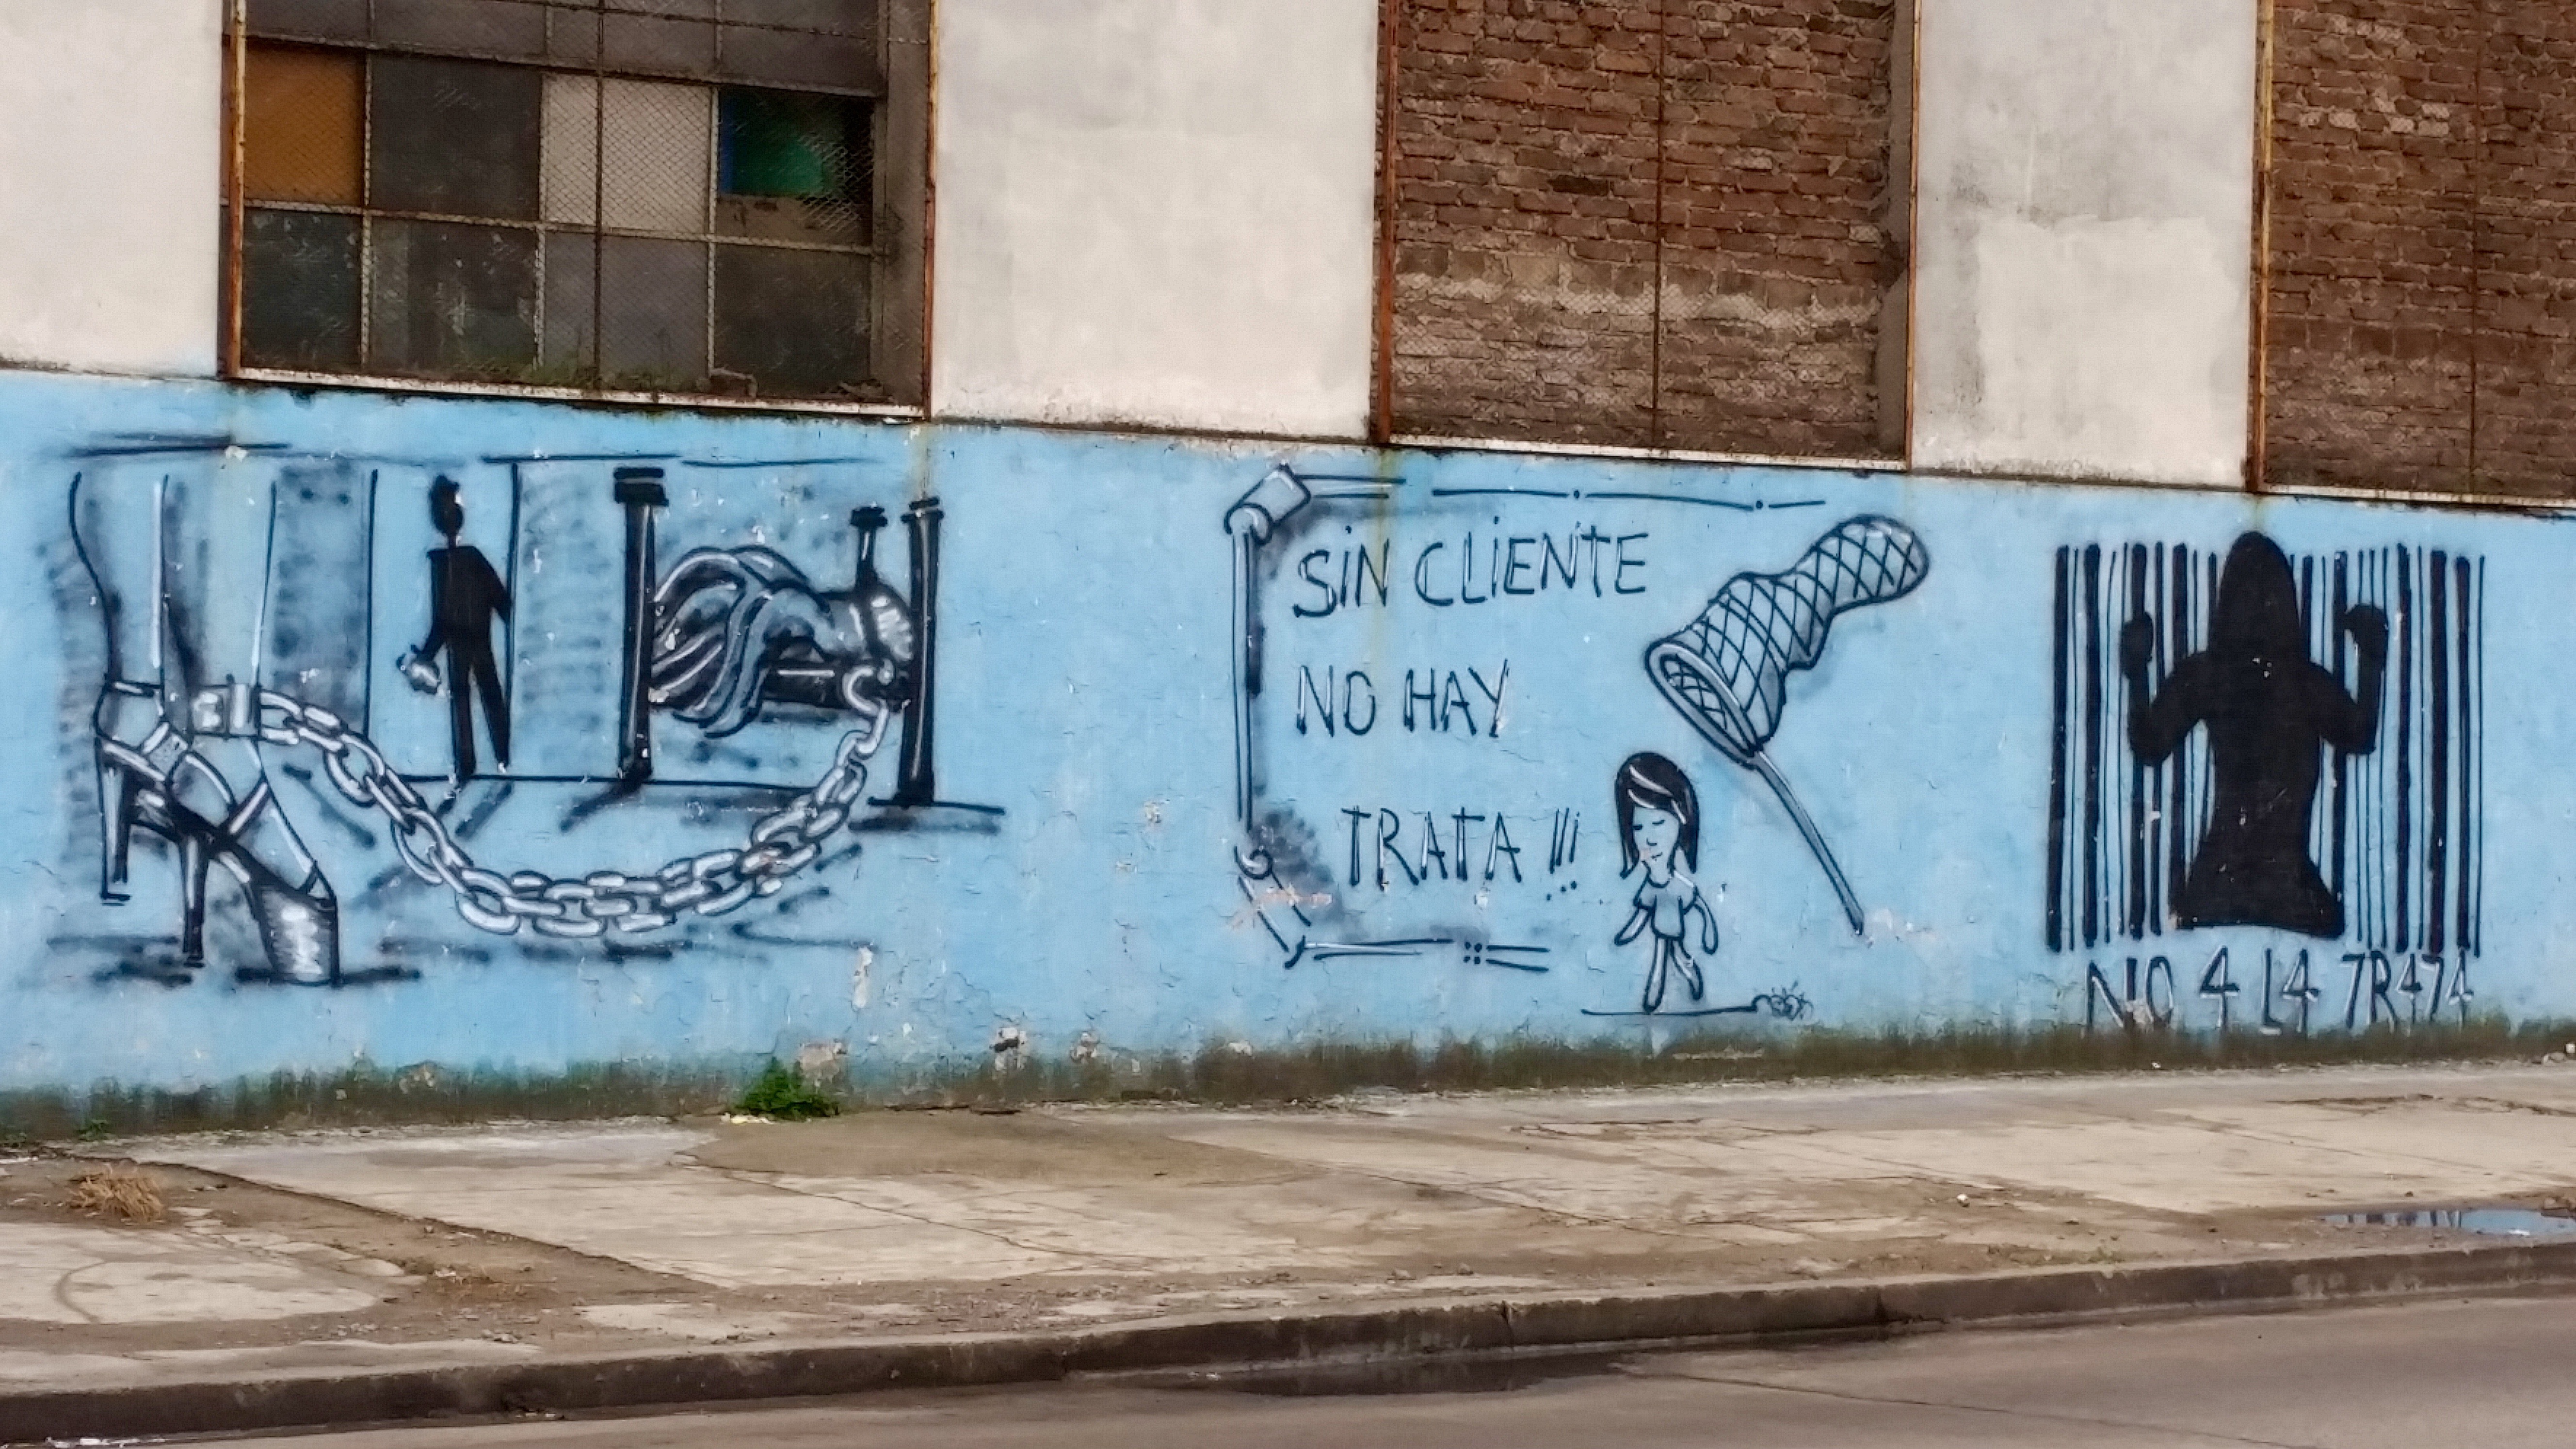 SiN CLiENTE
NO HAY
TRATA !!!
NO 4 L4 7R474